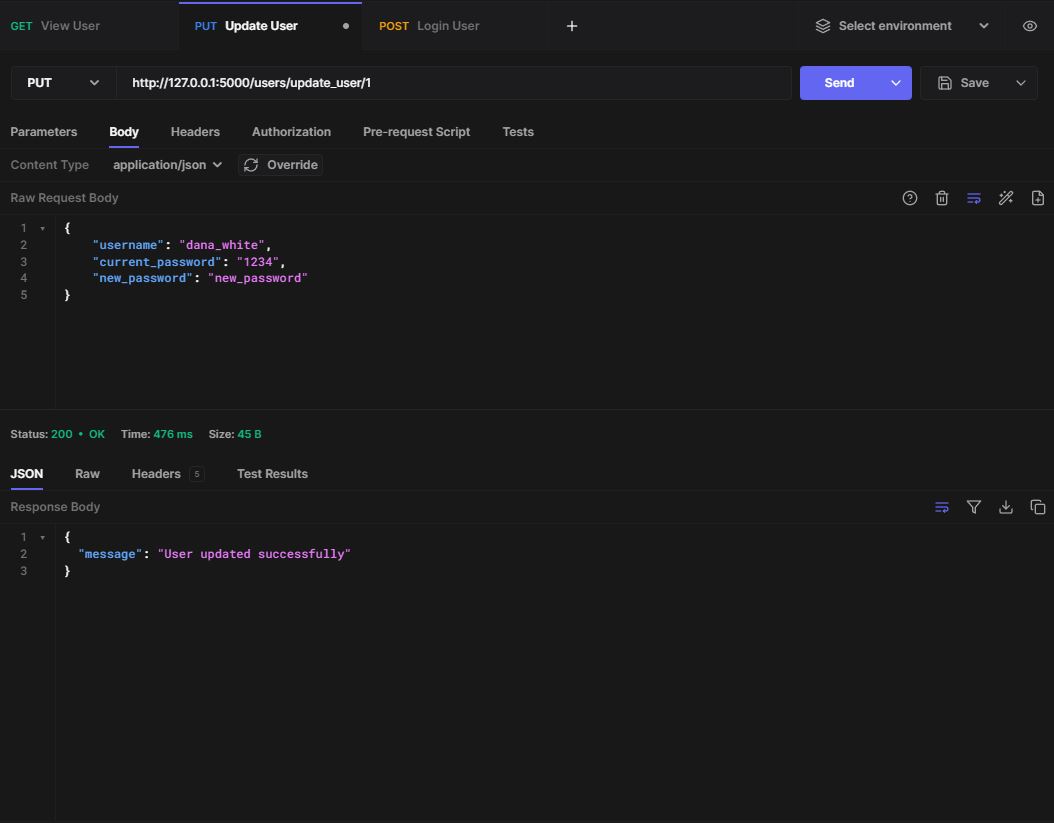 GET View User PUT Update User POST Login User + Select environment
PUT http://127.0.0.1:5000/users/update_user/1 Send Save
Parameters Body Headers Authorization Pre-request Script Tests
Content Type application/json Override
Raw Request Body
1 {
2 "username": "dana_white",
3 "current_password": "1234",
4 "new_password": "new_password"
5 }
Status: 200 • OK Time: 476 ms Size: 45 B
JSON Raw Headers 5 Test Results
Response Body
1 {
2 "message": "User updated successfully"
3 }